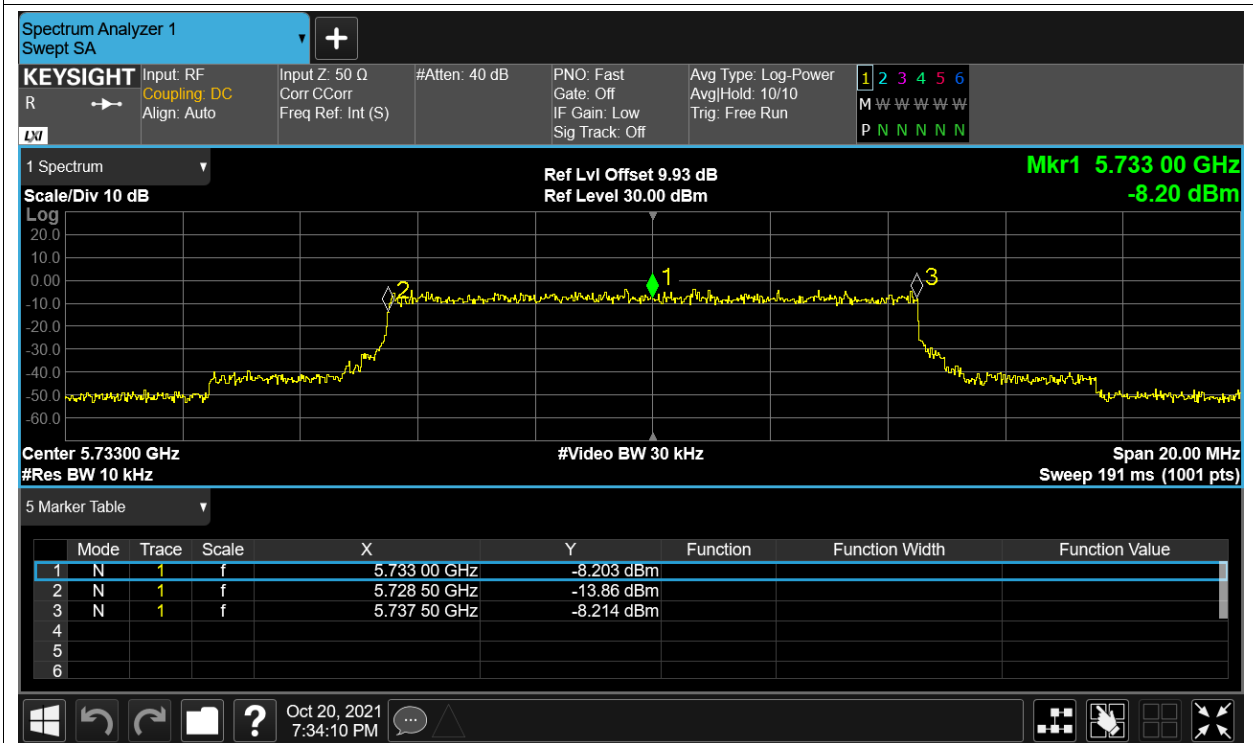 Spectrum Analyzer 1
Swept SA
KEYSIGHT Input: RF Input Z: 50 Ω #Atten: 40 dB PNO: Fast Avg Type: Log-Power 1 2 3 4 5 6
R Coupling: DC Corr CCorr Gate: Off Avg|Hold: 10/10 M W W W W W
Align: Auto Freq Ref: Int (S) IF Gain: Low Trig: Free Run
LXI Sig Track: Off P N N N N N
1 Spectrum Ref Lvl Offset 9.93 dB Mkr1 5.733 00 GHz
Scale/Div 10 dB Ref Level 30.00 dBm -8.20 dBm
Log
20.0
10.0
0.00 2 1 3
-10.0
-20.0
-30.0
-40.0
-50.0
-60.0
Center 5.73300 GHz #Video BW 30 kHz Span 20.00 MHz
#Res BW 10 kHz Sweep 191 ms (1001 pts)
5 Marker Table
Mode Trace Scale X Y Function Function Width Function Value
1 N 1 f 5.733 00 GHz -8.203 dBm
2 N 1 f 5.728 50 GHz -13.86 dBm
3 N 1 f 5.737 50 GHz -8.214 dBm
4
5
6
? Oct 20, 2021
7:34:10 PM